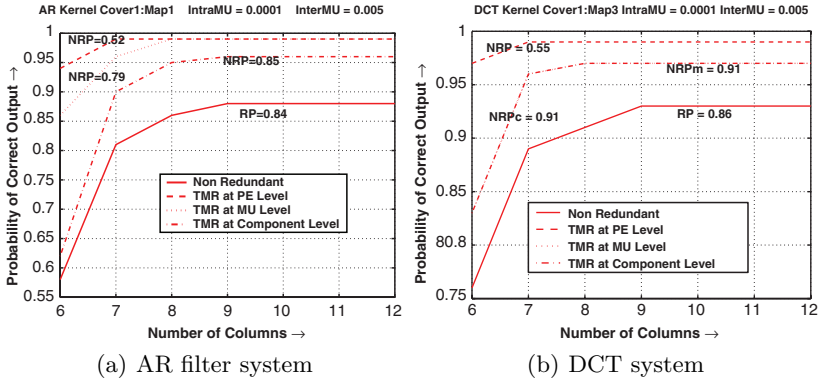 AR Kernel Cover1:Map1 IntraMU = 0.0001 InterMU = 0.005
1
0.95
0.9
0.85
0.8
0.75
0.7
0.65
0.6
0.55
Probability of Correct Output →
NRP=0.52
NRP=0.79
NRP=0.85
RP=0.84
Non Redundant
TMR at PE Level
TMR at MU Level
TMR at Component Level
6 7 8 9 10 11 12
Number of Columns →
(a) AR filter system
DCT Kernel Cover1:Map3 IntraMU = 0.0001 InterMU = 0.005
1
0.95
0.9
0.85
80.8
0.75
Probability of Correct Output →
NRP = 0.55
NRPm = 0.91
NRPc = 0.91
RP = 0.86
Non Redundant
TMR at PE Level
TMR at MU Level
TMR at Component Level
6 7 8 9 10 11 12
Number of Columns →
(b) DCT system